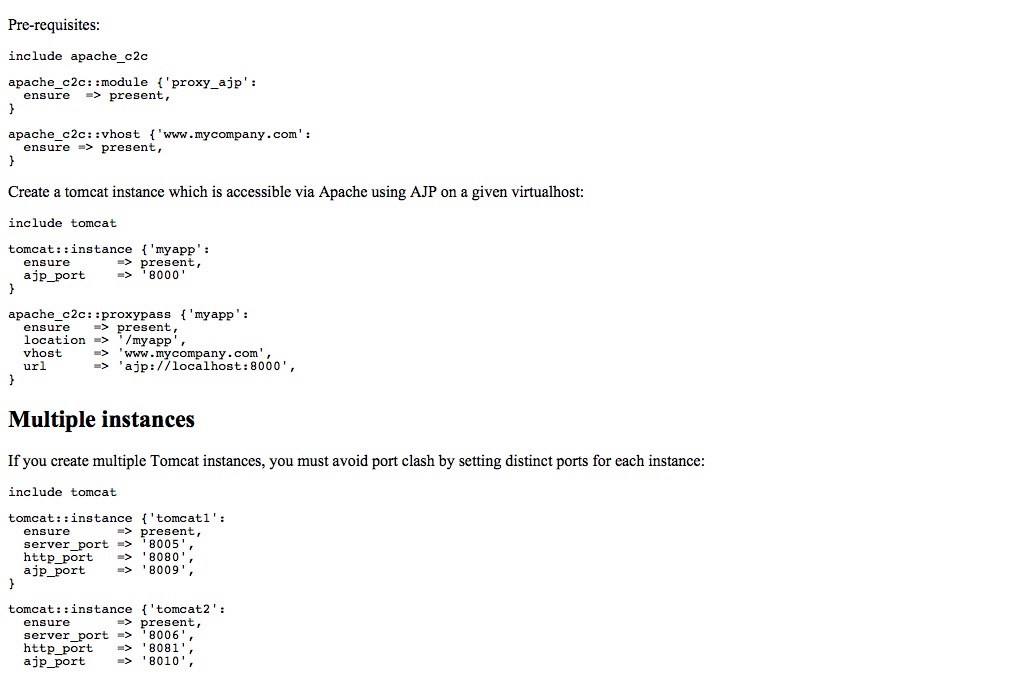 Pre-requisites:
include apache_c2c
apache_c2c::module {'proxy_ajp':
  ensure  => present,
}
apache_c2c::vhost {'www.mycompany.com':
  ensure => present,
}
Create a tomcat instance which is accessible via Apache using AJP on a given virtualhost:
include tomcat
tomcat::instance {'myapp':
  ensure      => present,
  ajp_port    => '8000'
}
apache_c2c::proxypass {'myapp':
  ensure   => present,
  location => '/myapp',
  vhost    => 'www.mycompany.com',
  url      => 'ajp://localhost:8000',
}
Multiple instances
If you create multiple Tomcat instances, you must avoid port clash by setting distinct ports for each instance:
include tomcat
tomcat::instance {'tomcat1':
  ensure      => present,
  server_port => '8005',
  http_port   => '8080',
  ajp_port    => '8009',
}
tomcat::instance {'tomcat2':
  ensure      => present,
  server_port => '8006',
  http_port   => '8081',
  ajp_port    => '8010',